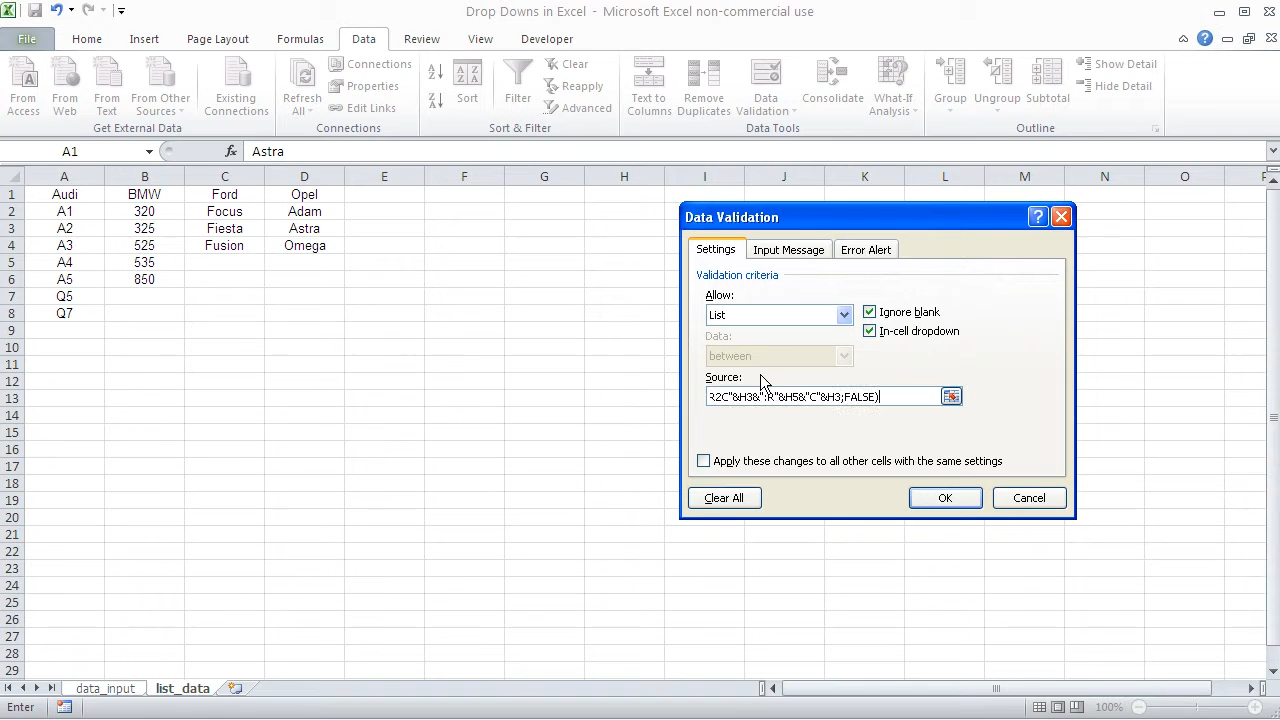 Drop Downs in Excel - Microsoft Excel non-commercial use
File Home Insert Page Layout Formulas Data Review View Developer
From Access
From Web
From Text
From Other Sources
Existing Connections
Get External Data
Refresh All
Connections
Properties
Edit Links
Connections
Sort
Filter
Clear
Reapply
Advanced
Sort & Filter
Text to Columns
Remove Duplicates
Data Validation
Consolidate
What-If Analysis
Data Tools
Group
Ungroup
Subtotal
Show Detail
Hide Detail
Outline
A1 fx Astra
A B C D E F G H I J K L M N O
1 Audi BMW Ford Opel
2 A1 320 Focus Adam
3 A2 325 Fiesta Astra
4 A3 525 Fusion Omega
5 A4 535
6 A5 850
7 Q5
8 Q7
9
10
11
12
13
14
15
16
17
18
19
20
21
22
23
24
25
26
27
28
29
Data Validation
Settings Input Message Error Alert
Validation criteria
Allow:
List
Ignore blank
In-cell dropdown
Data:
between
Source:
R2C"&H3&":R"&H5&"C"&H3;FALSE)
Apply these changes to all other cells with the same settings
Clear All OK Cancel
data_input list_data
Enter 100%